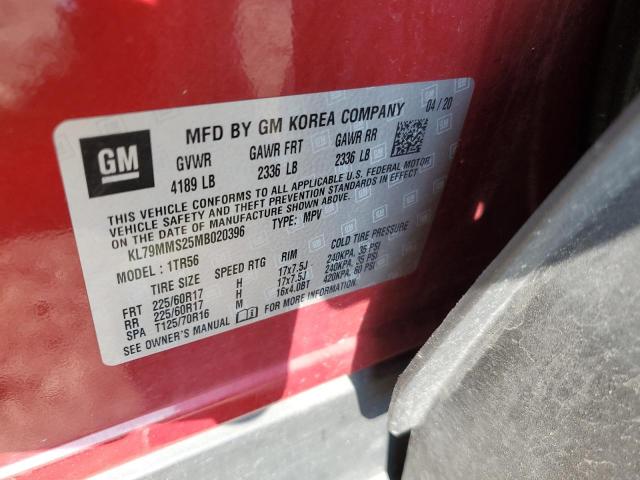 MFD BY GM KOREA COMPANY 04/20
GM
GVWR GAWR FRT GAWR RR
4189 LB 2336 LB 2336 LB
THIS VEHICLE CONFORMS TO ALL APPLICABLE U.S. FEDERAL MOTOR
VEHICLE SAFETY AND THEFT PREVENTION STANDARDS IN EFFECT
ON THE DATE OF MANUFACTURE SHOWN ABOVE.
KL79MMS25MB020396 TYPE: MPV
MODEL: 1TR56
TIRE SIZE SPEED RTG RIM COLD TIRE PRESSURE
FRT 225/60R17 H 17x7.5J 240KPA, 35 PSI
RR 225/60R17 H 17x7.5J 240KPA, 35 PSI
SPA T125/70R16 M 16x4.0BT 420KPA, 60 PSI
SEE OWNER'S MANUAL FOR MORE INFORMATION.